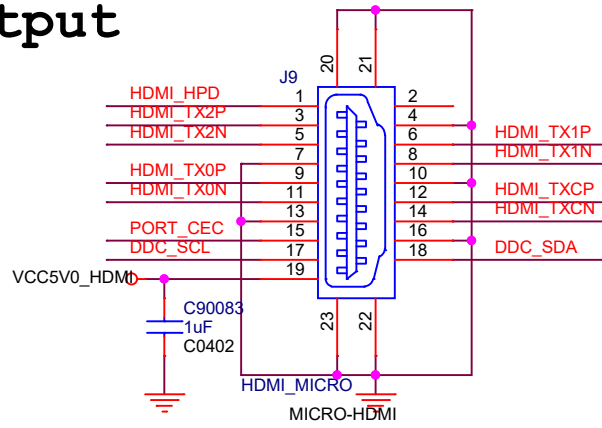 tput
J9
20
21
HDMI_HPD
1
2
HDMI_TX2P
3
4
HDMI_TX2N
5
6
HDMI_TX1P
7
8
HDMI_TX1N
HDMI_TX0P
9
10
HDMI_TX0N
11
12
HDMI_TXCP
13
14
HDMI_TXCN
PORT_CEC
15
16
DDC_SCL
17
18
DDC_SDA
VCC5V0_HDMI
19
C90083
1uF
C0402
23
22
HDMI_MICRO
MICRO-HDMI